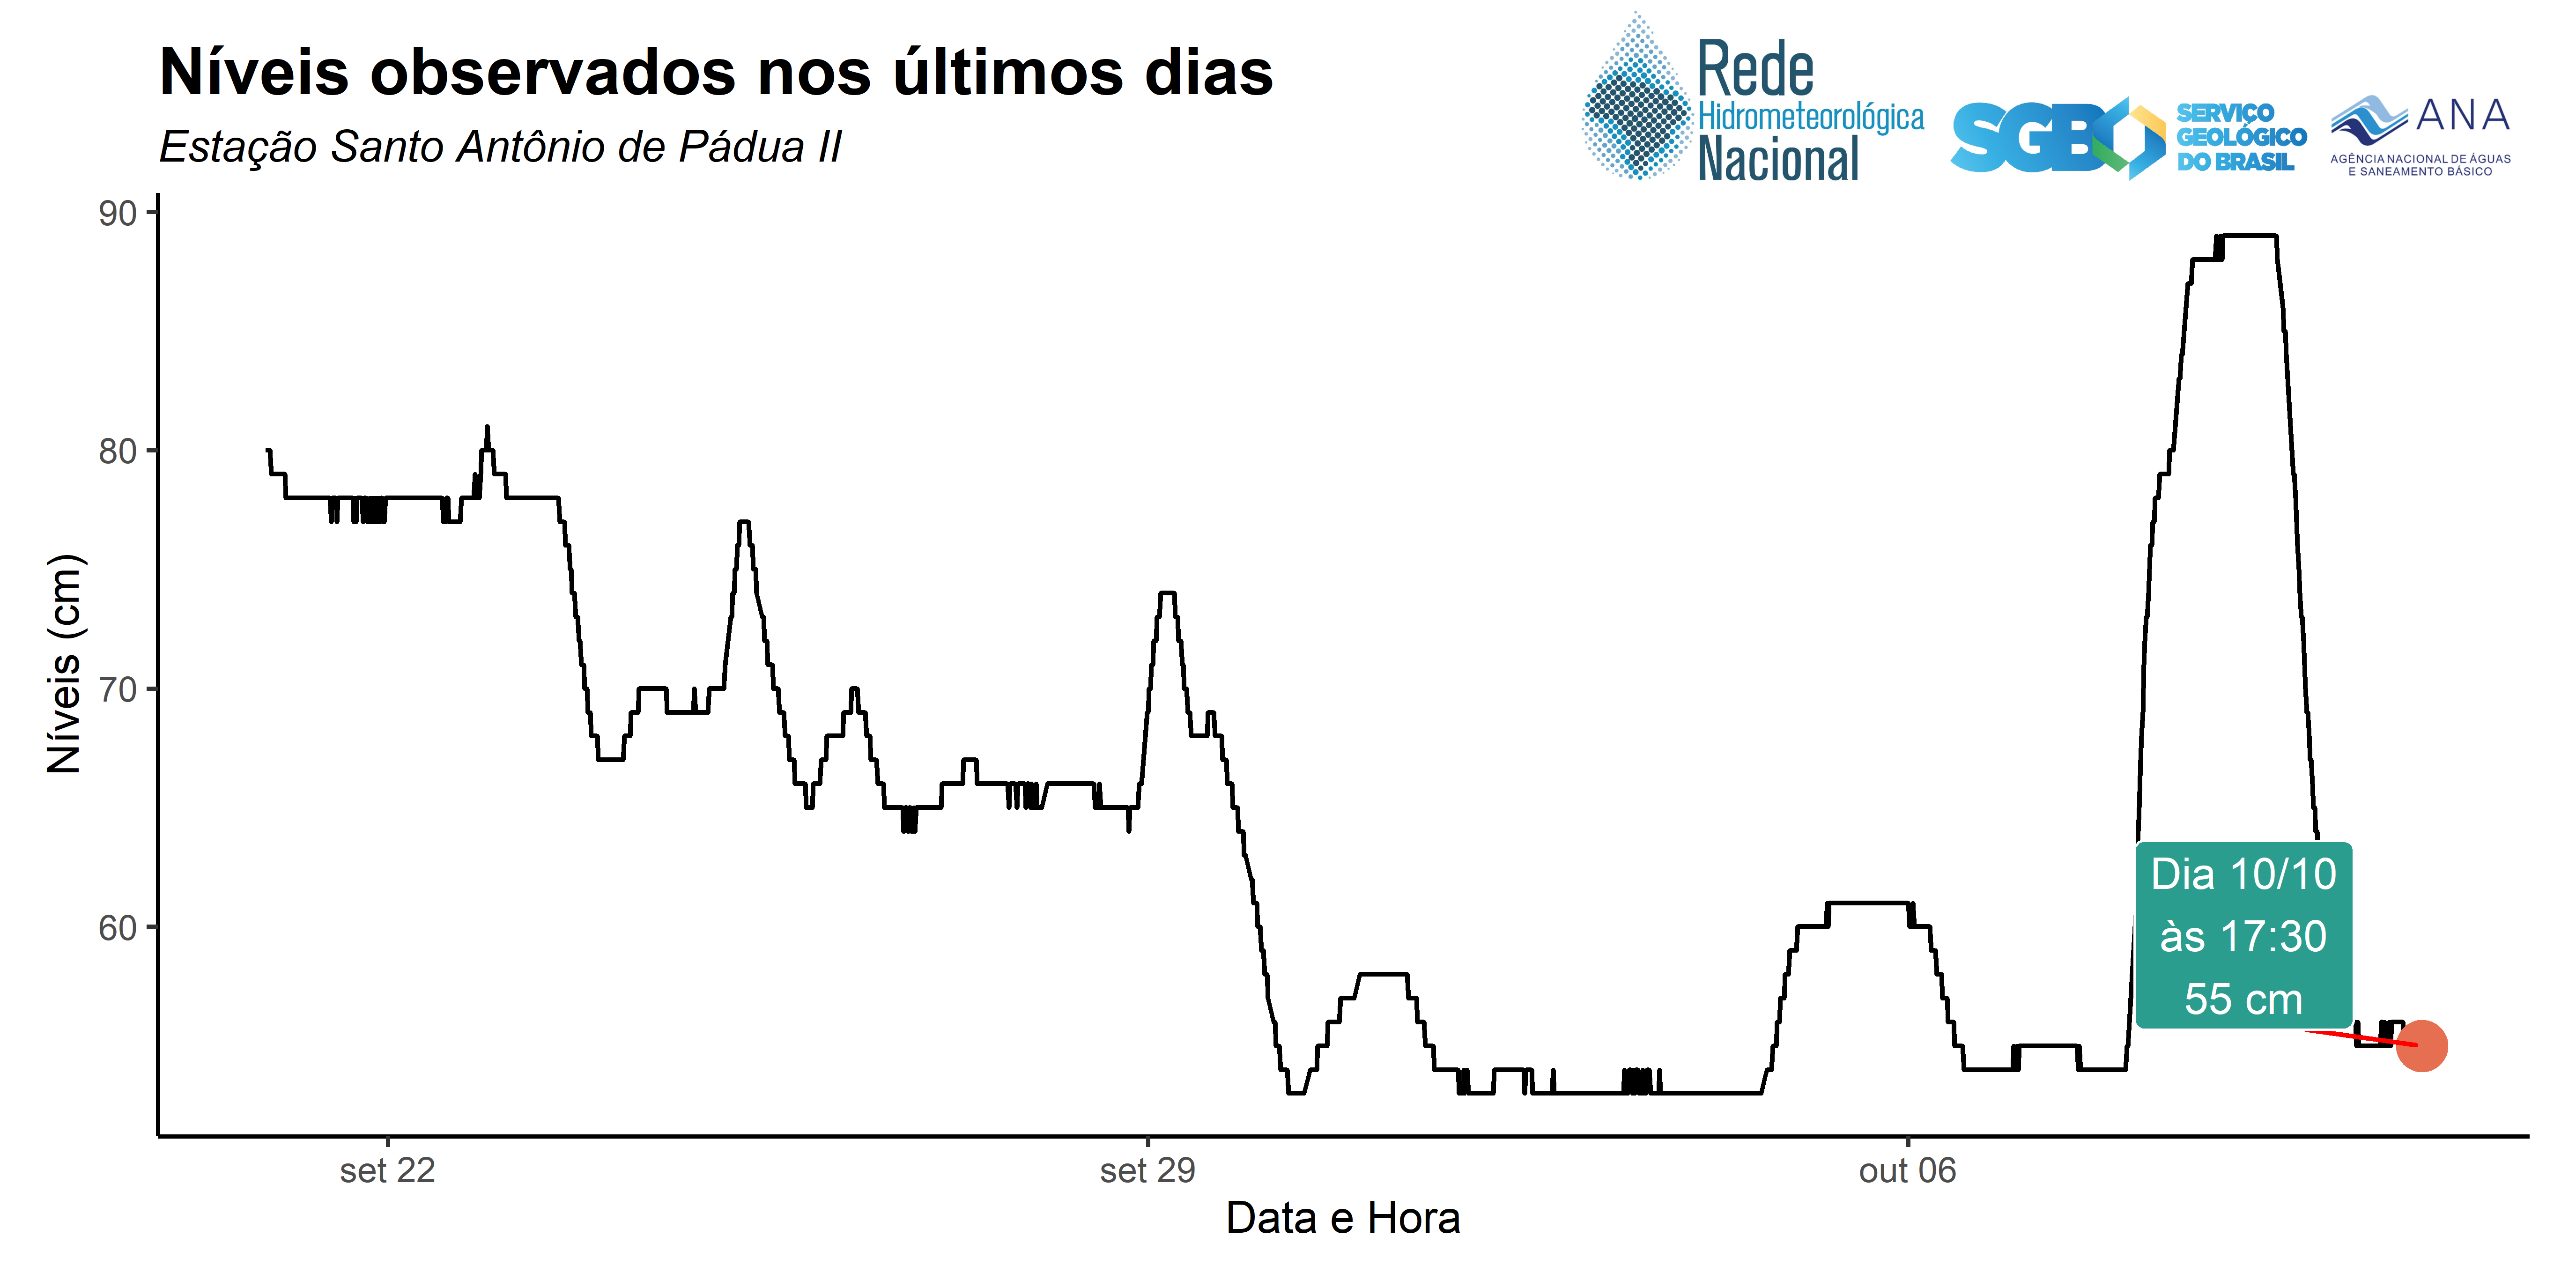 Níveis observados nos últimos dias
Estação Santo Antônio de Pádua II
Rede
Hidrometeorológica
Nacional
SGB
SERVIÇO
GEOLÓGICO
DO BRASIL
ANA
AGÊNCIA NACIONAL DE ÁGUAS
E SANEAMENTO BÁSICO
90
80
70
60
Níveis (cm)
Dia 10/10
às 17:30
55 cm
set 22
set 29
out 06
Data e Hora